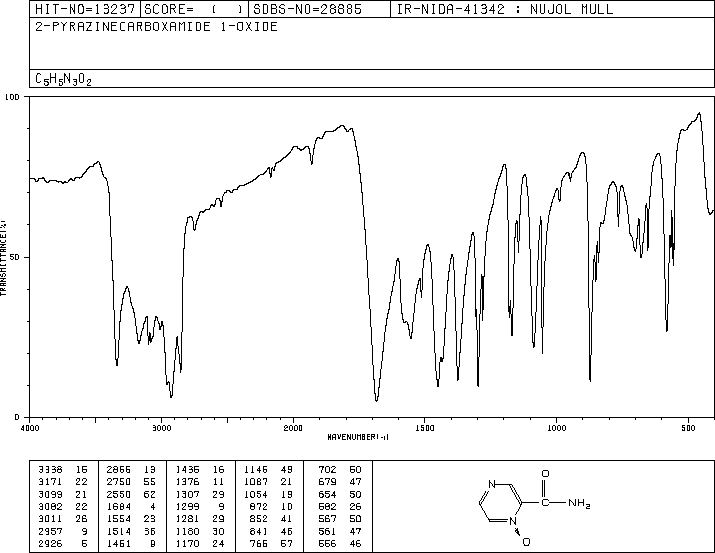 HIT-NO=13237 SCORE= ( ) SDBS-NO=28885 IR-NIDA-41342 : NUJOL MULL
2-PYRAZINECARBOXAMIDE 1-OXIDE
C5H5N3O2
100
50
0
TRANSMITTANCE(%)
4000 3000 2000 1500 1000 500
WAVENUMBER(-1)
3338 16 2866 13 1436 16 1146 49 702 50
3171 22 2750 55 1376 11 1087 21 679 47
3099 21 2550 62 1307 29 1054 19 654 50
3082 22 1684 4 1299 9 872 10 582 26
3011 26 1554 23 1281 29 852 41 567 50
2957 9 1514 36 1180 30 841 46 561 47
2926 5 1451 9 1170 24 766 57 556 46
O
N
NH2
N
O